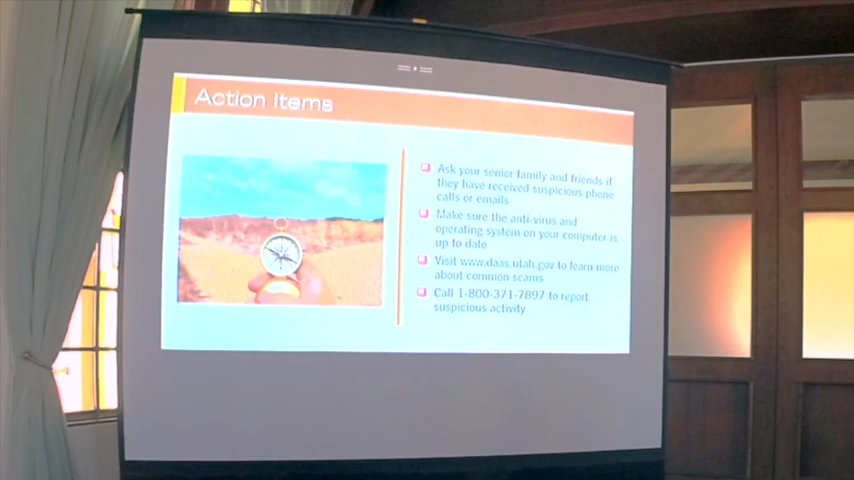 Action Items
Ask your senior family and friends if
they have received suspicious phone
calls or emails
Make sure the anti-virus and
operating system on your computer is
up to date
Visit www.daas.utah.gov to learn more
about common scams
Call 1-800-371-7897 to report
suspicious activity